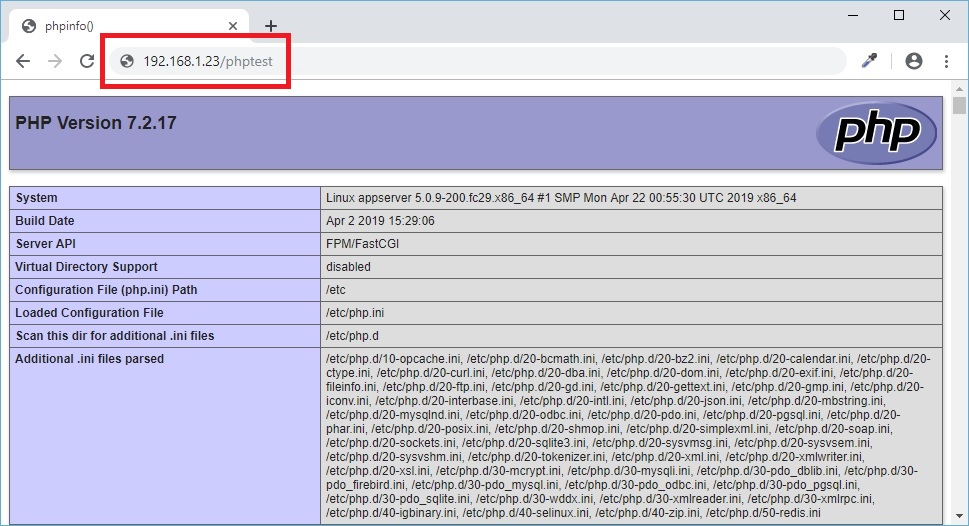 phpinfo()
192.168.1.23/phptest
PHP Version 7.2.17
php
System Linux appserver 5.0.9-200.fc29.x86_64 #1 SMP Mon Apr 22 00:55:30 UTC 2019 x86_64
Build Date Apr 2 2019 15:29:06
Server API FPM/FastCGI
Virtual Directory Support disabled
Configuration File (php.ini) Path /etc
Loaded Configuration File /etc/php.ini
Scan this dir for additional .ini files /etc/php.d
Additional .ini files parsed /etc/php.d/10-opcache.ini, /etc/php.d/20-bcmath.ini, /etc/php.d/20-bz2.ini, /etc/php.d/20-calendar.ini, /etc/php.d/20-
ctype.ini, /etc/php.d/20-curl.ini, /etc/php.d/20-dba.ini, /etc/php.d/20-dom.ini, /etc/php.d/20-exif.ini, /etc/php.d/20-
fileinfo.ini, /etc/php.d/20-ftp.ini, /etc/php.d/20-gd.ini, /etc/php.d/20-gettext.ini, /etc/php.d/20-gmp.ini, /etc/php.d/20-
iconv.ini, /etc/php.d/20-interbase.ini, /etc/php.d/20-intl.ini, /etc/php.d/20-json.ini, /etc/php.d/20-mbstring.ini,
/etc/php.d/20-mysqlnd.ini, /etc/php.d/20-odbc.ini, /etc/php.d/20-pdo.ini, /etc/php.d/20-pgsql.ini, /etc/php.d/20-
phar.ini, /etc/php.d/20-posix.ini, /etc/php.d/20-shmop.ini, /etc/php.d/20-simplexml.ini, /etc/php.d/20-soap.ini,
/etc/php.d/20-sockets.ini, /etc/php.d/20-sqlite3.ini, /etc/php.d/20-sysvmsg.ini, /etc/php.d/20-sysvsem.ini,
/etc/php.d/20-sysvshm.ini, /etc/php.d/20-tokenizer.ini, /etc/php.d/20-xml.ini, /etc/php.d/20-xmlwriter.ini,
/etc/php.d/20-xsl.ini, /etc/php.d/30-mcrypt.ini, /etc/php.d/30-mysqli.ini, /etc/php.d/30-pdo_dblib.ini, /etc/php.d/30-
pdo_firebird.ini, /etc/php.d/30-pdo_mysql.ini, /etc/php.d/30-pdo_odbc.ini, /etc/php.d/30-pdo_pgsql.ini,
/etc/php.d/30-pdo_sqlite.ini, /etc/php.d/30-wddx.ini, /etc/php.d/30-xmlreader.ini, /etc/php.d/30-xmlrpc.ini,
/etc/php.d/40-igbinary.ini, /etc/php.d/40-selinux.ini, /etc/php.d/40-zip.ini, /etc/php.d/50-redis.ini